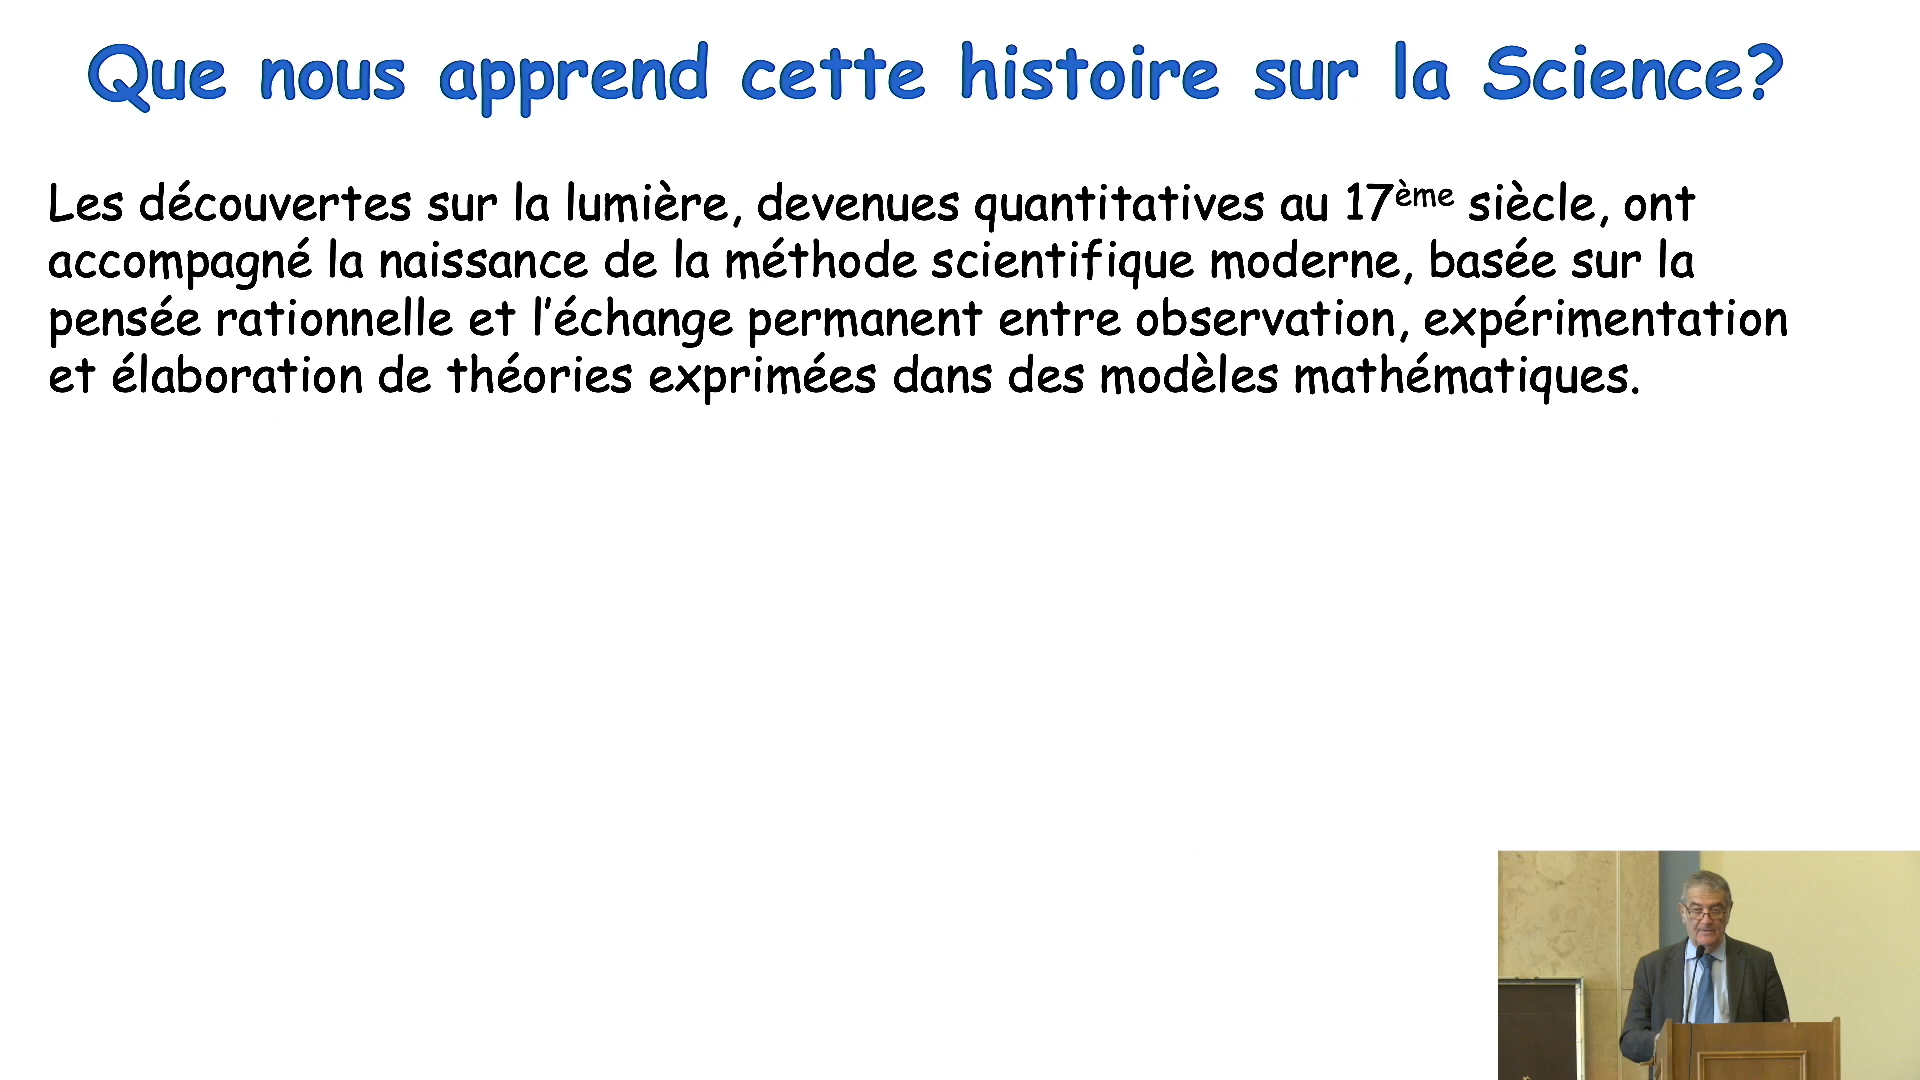 Que nous apprend cette histoire sur la Science?
Les découvertes sur la lumière, devenues quantitatives au 17ème siècle, ont
accompagné la naissance de la méthode scientifique moderne, basée sur la
pensée rationnelle et l'échange permanent entre observation, expérimentation
et élaboration de théories exprimées dans des modèles mathématiques.